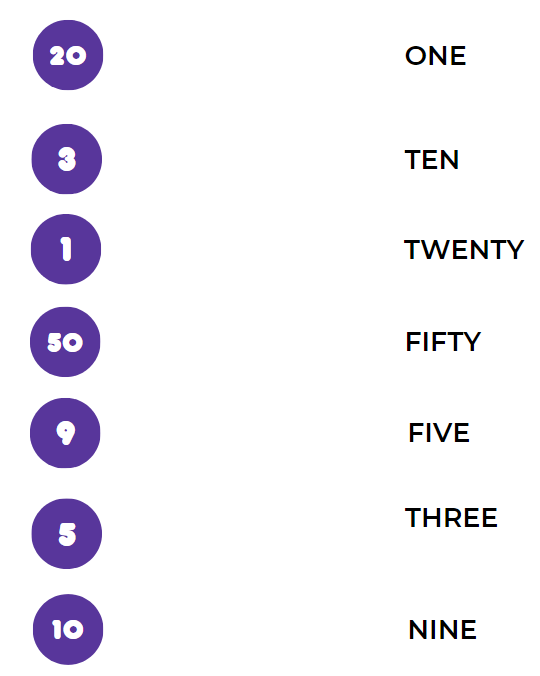 20 ONE
3 TEN
1 TWENTY
50 FIFTY
9 FIVE
5 THREE
10 NINE